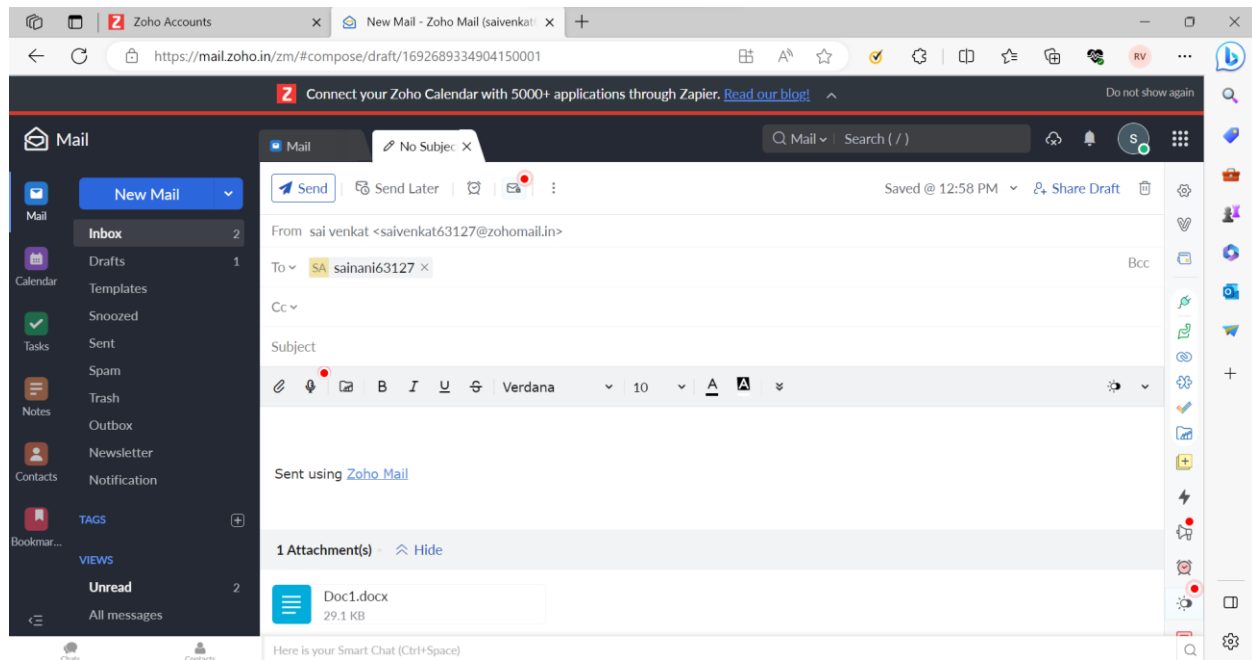 Zoho Accounts
New Mail - Zoho Mail (saivenkat
https://mail.zoho.in/zm/#compose/draft/1692689334904150001
RV
Z Connect your Zoho Calendar with 5000+ applications through Zapier. Read our blog!
Do not show again
Mail
Mail
No Subjec
Mail
Search ( / )
S
New Mail
Send
Send Later
Saved @ 12:58 PM
Share Draft
Mail
Inbox 2
From sai venkat <saivenkat63127@zohomail.in>
Drafts 1
To SA sainani63127
Bcc
Calendar
Templates
Cc
Snoozed
Tasks
Sent
Subject
Spam
B I U S Verdana 10 A A
Trash
Notes
Outbox
Newsletter
Contacts
Notification
Sent using Zoho Mail
TAGS
Bookmar...
1 Attachment(s)
Hide
VIEWS
Unread 2
Doc1.docx
29.1 KB
All messages
Chats
Contacts
Here is your Smart Chat (Ctrl+Space)